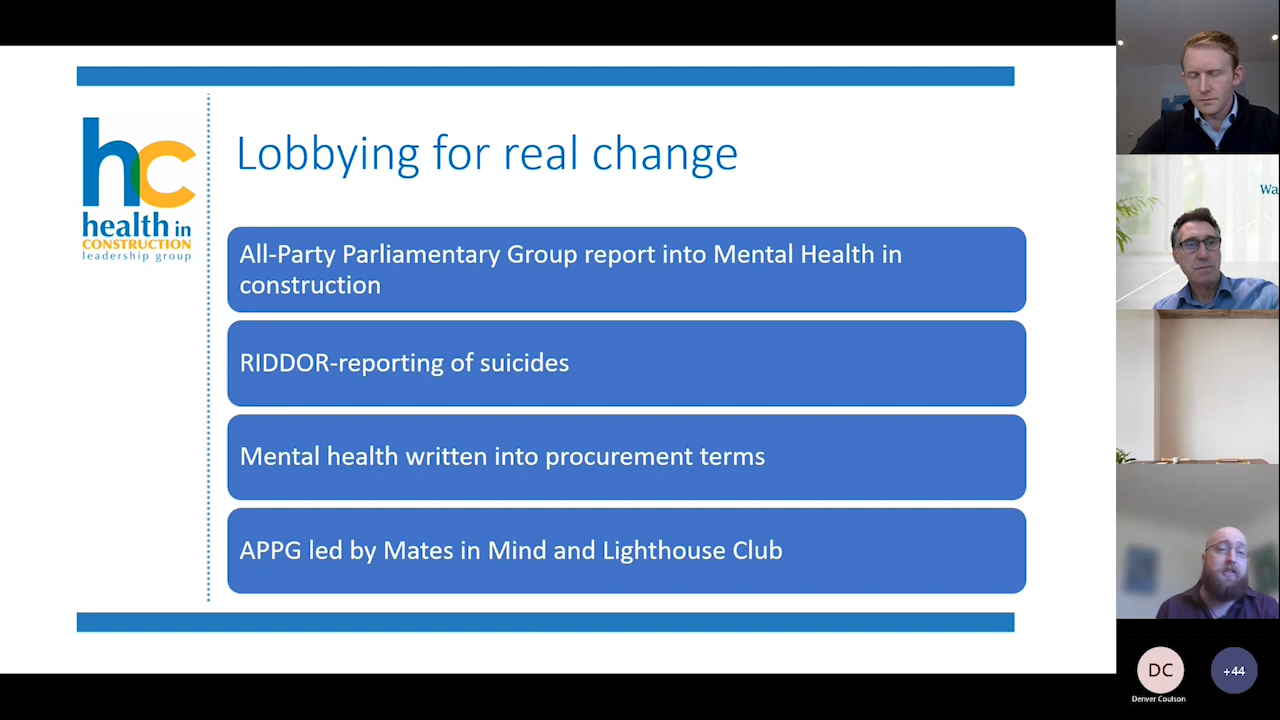 hc
health in
CONSTRUCTION
leadership group
Lobbying for real change
All-Party Parliamentary Group report into Mental Health in
construction
RIDDOR-reporting of suicides
Mental health written into procurement terms
APPG led by Mates in Mind and Lighthouse Club
Wa
DC
+44
Denver Coulson